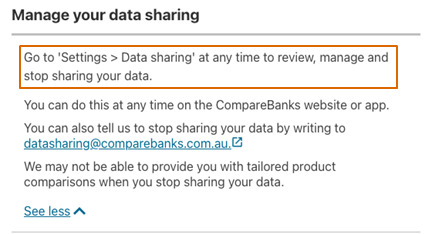 Manage your data sharing
Go to 'Settings > Data sharing' at any time to review, manage and
stop sharing your data.
You can do this at any time on the CompareBanks website or app.
You can also tell us to stop sharing your data by writing to
datasharing@comparebanks.com.au.
We may not be able to provide you with tailored product
comparisons when you stop sharing your data.
See less